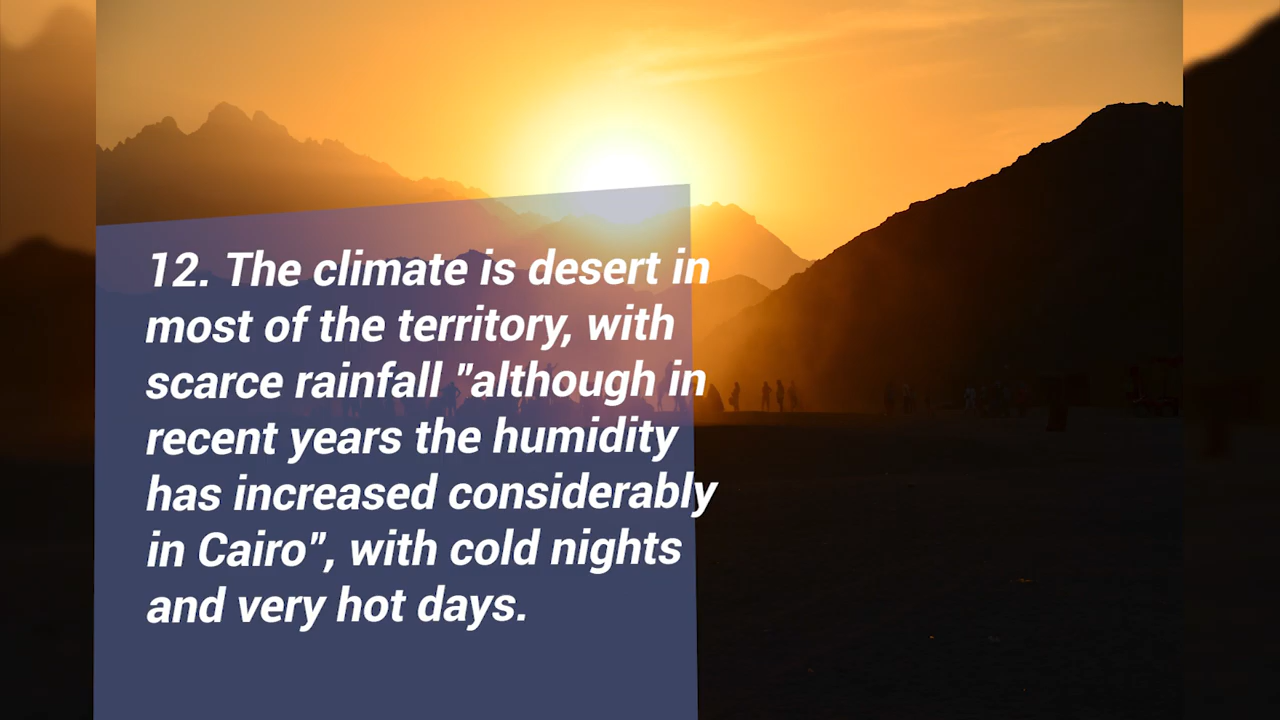 12. The climate is desert in
most of the territory, with
scarce rainfall "although in
recent years the humidity
has increased considerably
in Cairo", with cold nights
and very hot days.